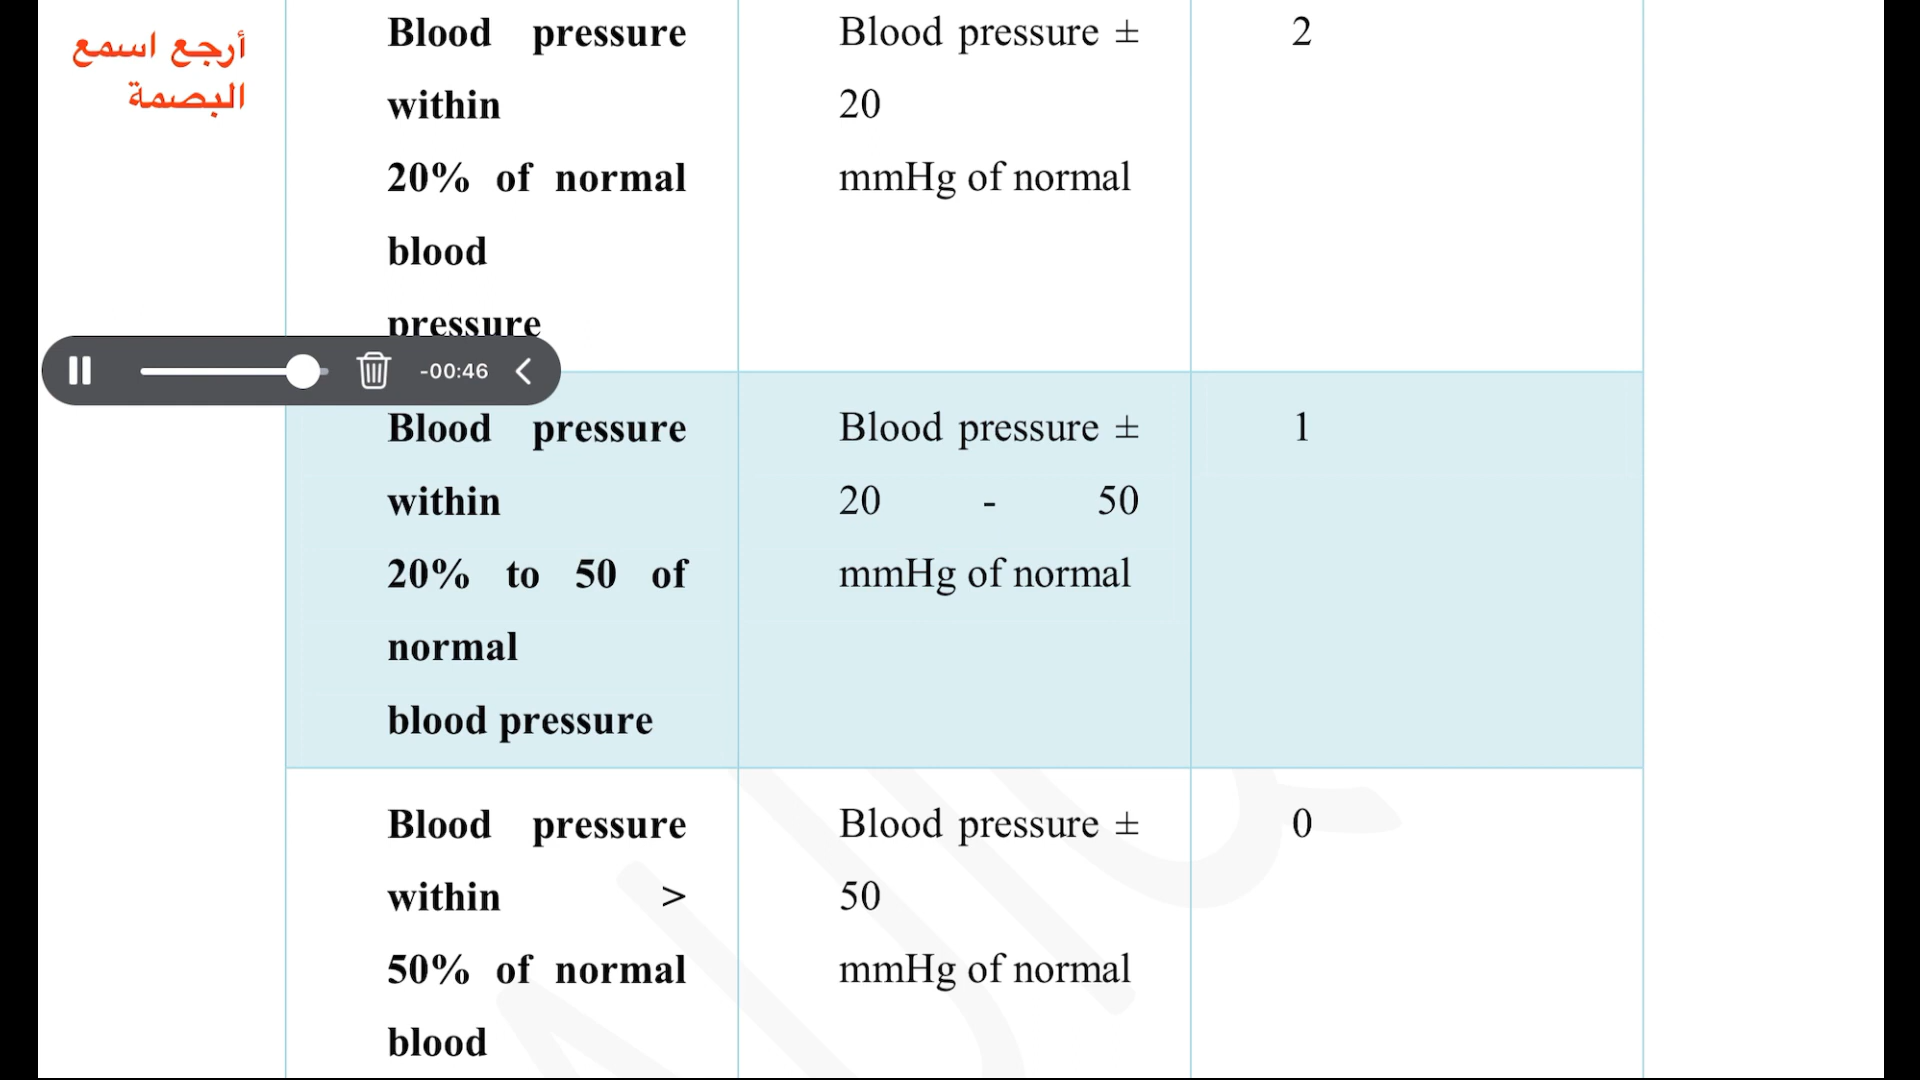 أرجع اسمع
البصمة
Blood pressure
within
20% of normal
blood
pressure
Blood pressure ±
20
mmHg of normal
2
-00:46
Blood pressure
within
20% to 50 of
normal
blood pressure
Blood pressure ±
20 - 50
mmHg of normal
1
Blood pressure
within >
50% of normal
blood
Blood pressure ±
50
mmHg of normal
0